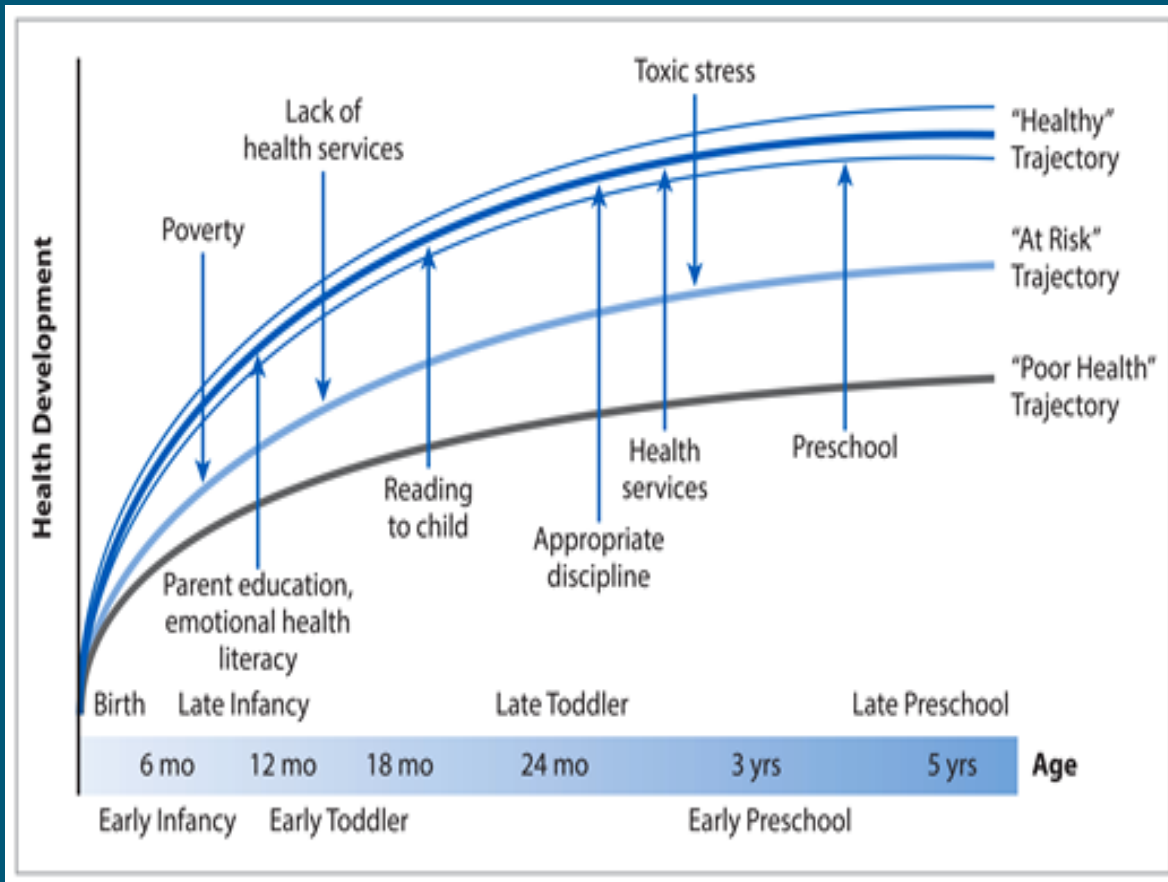 Toxic stress
Lack of
health services
"Healthy"
Trajectory
Poverty
"At Risk"
Trajectory
Health Development
"Poor Health"
Trajectory
Reading
to child
Health
services
Preschool
Appropriate
discipline
Parent education,
emotional health
literacy
Birth Late Infancy Late Toddler Late Preschool
6 mo 12 mo 18 mo 24 mo 3 yrs 5 yrs Age
Early Infancy Early Toddler Early Preschool